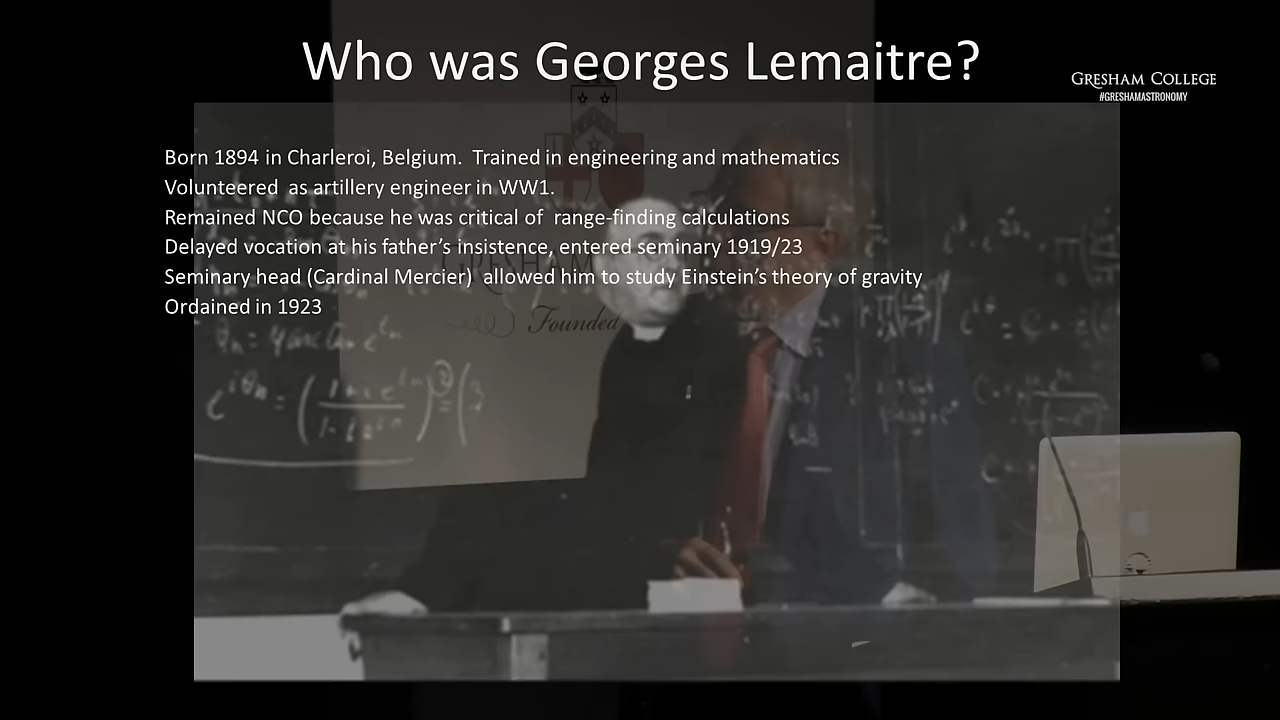 Who was Georges Lemaitre?
GRESHAM COLLEGE
#GRESHAMASTRONOMY
Born 1894 in Charleroi, Belgium. Trained in engineering and mathematics
Volunteered as artillery engineer in WW1.
Remained NCO because he was critical of range-finding calculations
Delayed vocation at his father's insistence, entered seminary 1919/23
Seminary head (Cardinal Mercier) allowed him to study Einstein's theory of gravity
Ordained in 1923
GRESHAM
Founded